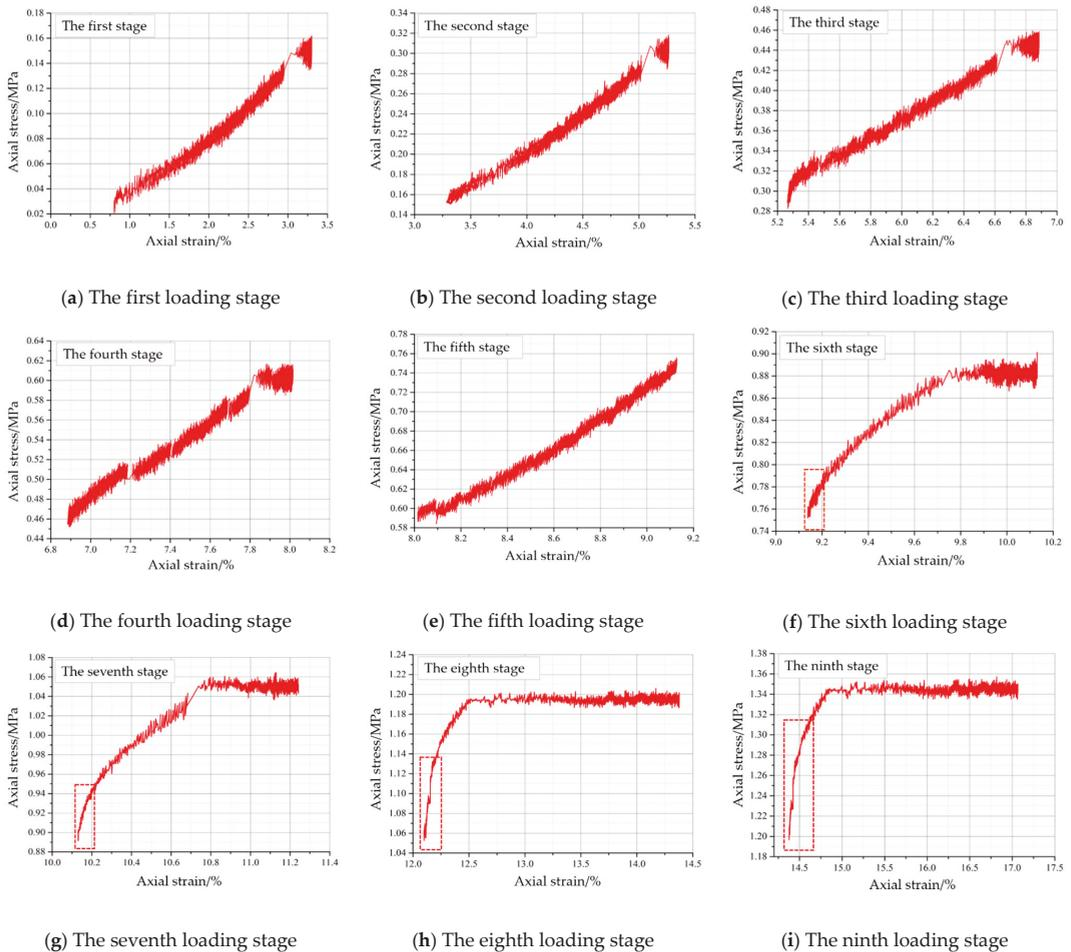 The first stage
Axial stress/MPa
0.18
0.16
0.14
0.12
0.10
0.08
0.06
0.04
0.02
0.0 0.5 1.0 1.5 2.0 2.5 3.0 3.5
Axial strain/%
(a) The first loading stage
The second stage
Axial stress/MPa
0.34
0.32
0.30
0.28
0.26
0.24
0.22
0.20
0.18
0.16
0.14
3.0 3.5 4.0 4.5 5.0 5.5
Axial strain/%
(b) The second loading stage
The third stage
Axial stress/MPa
0.48
0.46
0.44
0.42
0.40
0.38
0.36
0.34
0.32
0.30
0.28
5.2 5.4 5.6 5.8 6.0 6.2 6.4 6.6 6.8 7.0
Axial strain/%
(c) The third loading stage
The fourth stage
Axial stress/MPa
0.64
0.62
0.60
0.58
0.56
0.54
0.52
0.50
0.48
0.46
0.44
6.8 7.0 7.2 7.4 7.6 7.8 8.0 8.2
Axial strain/%
(d) The fourth loading stage
The fifth stage
Axial stress/MPa
0.78
0.76
0.74
0.72
0.70
0.68
0.66
0.64
0.62
0.60
0.58
8.0 8.2 8.4 8.6 8.8 9.0 9.2
Axial strain/%
(e) The fifth loading stage
The sixth stage
Axial stress/MPa
0.92
0.90
0.88
0.86
0.84
0.82
0.80
0.78
0.76
0.74
9.0 9.2 9.4 9.6 9.8 10.0 10.2
Axial strain/%
(f) The sixth loading stage
The seventh stage
Axial stress/MPa
1.08
1.06
1.04
1.02
1.00
0.98
0.96
0.94
0.92
0.90
0.88
10.0 10.2 10.4 10.6 10.8 11.0 11.2 11.4
Axial strain/%
(g) The seventh loading stage
The eighth stage
Axial stress/MPa
1.24
1.22
1.20
1.18
1.16
1.14
1.12
1.10
1.08
1.06
1.04
12.0 12.5 13.0 13.5 14.0 14.5
Axial strain/%
(h) The eighth loading stage
The ninth stage
Axial stress/MPa
1.38
1.36
1.34
1.32
1.30
1.28
1.26
1.24
1.22
1.20
1.18
14.5 15.0 15.5 16.0 16.5 17.0 17.5
Axial strain/%
(i) The ninth loading stage